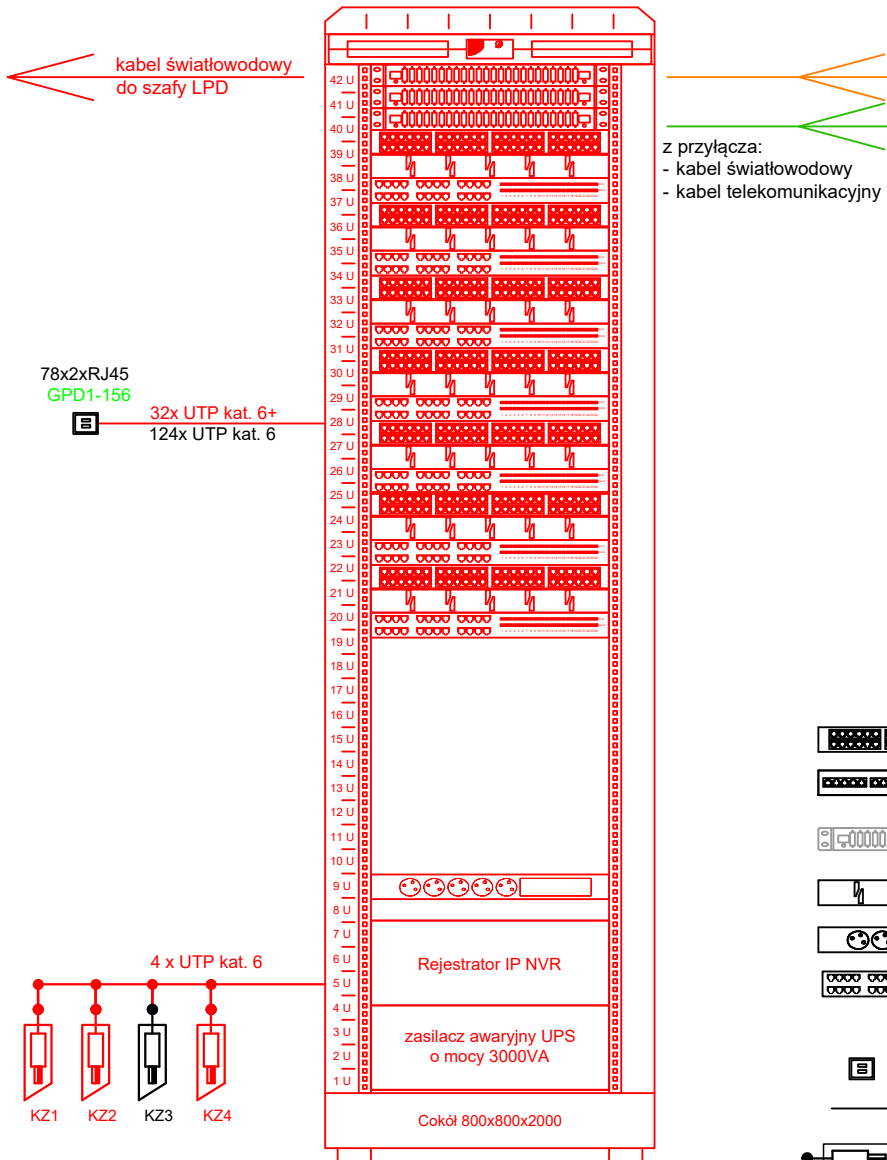 kabel światłowodowy
do szafy LPD
z przyłącza:
- kabel światłowodowy
- kabel telekomunikacyjny
42 U
41 U
40 U
39 U
38 U
37 U
36 U
35 U
34 U
33 U
32 U
31 U
30 U
29 U
28 U
27 U
26 U
25 U
24 U
23 U
22 U
21 U
20 U
19 U
18 U
17 U
16 U
15 U
14 U
13 U
12 U
11 U
10 U
9 U
8 U
7 U
6 U
5 U
4 U
3 U
2 U
1 U
78x2xRJ45
GPD1-156
32x UTP kat. 6+
124x UTP kat. 6
Rejestrator IP NVR
4 x UTP kat. 6
zasilacz awaryjny UPS
o mocy 3000VA
KZ1
KZ2
KZ3
KZ4
Cokół 800x800x2000